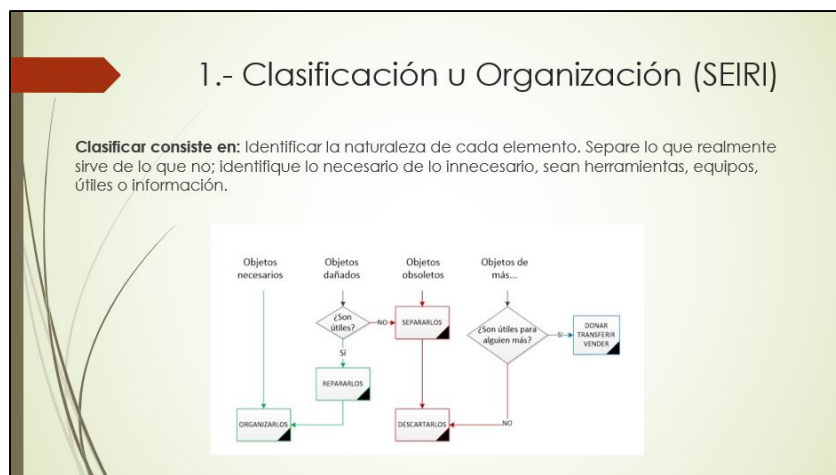 1.- Clasificación u Organización (SEIRI)
Clasificar consiste en: Identificar la naturaleza de cada elemento. Separe lo que realmente
sirve de lo que no; identifique lo necesario de lo innecesario, sean herramientas, equipos,
útiles o información.
Objetos
necesarios
Objetos
dañados
Objetos
obsoletos
Objetos de
más...
¿Son
útiles?
NO
SEPARARLOS
¿Son útiles para
alguien más?
SI
DONAR
TRANSFERIR
VENDER
SÍ
REPARARLOS
ORGANIZARLOS
DESCARTARLOS
NO